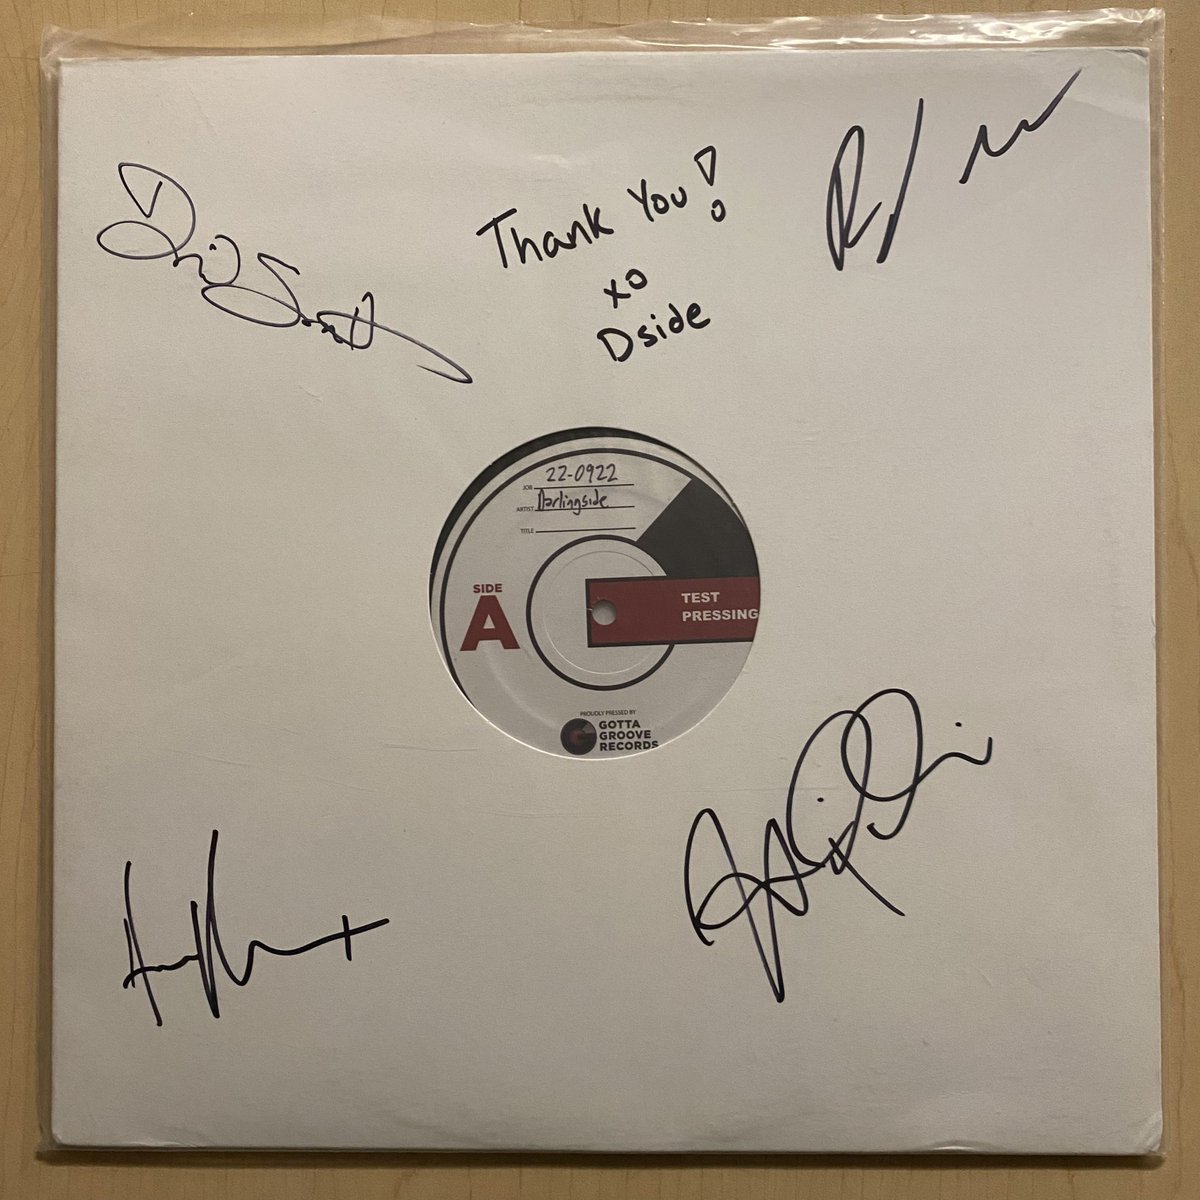 Thank You!
xo
Dside
JOB 22-0922
ARTIST Darlingside
TITLE
SIDE
A
TEST
PRESSING
PROUDLY PRESSED BY
GOTTA
GROOVE
RECORDS